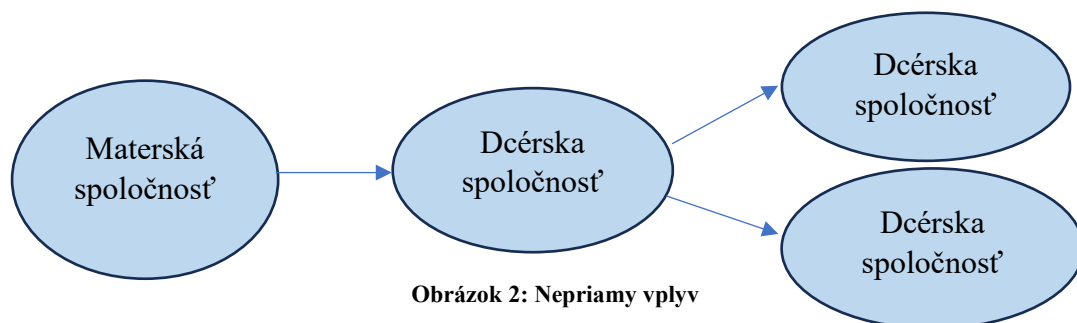 Materská
spoločnosť
Dcérska
spoločnosť
Dcérska
spoločnosť
Dcérska
spoločnosť
Obrázok 2: Nepriamy vplyv